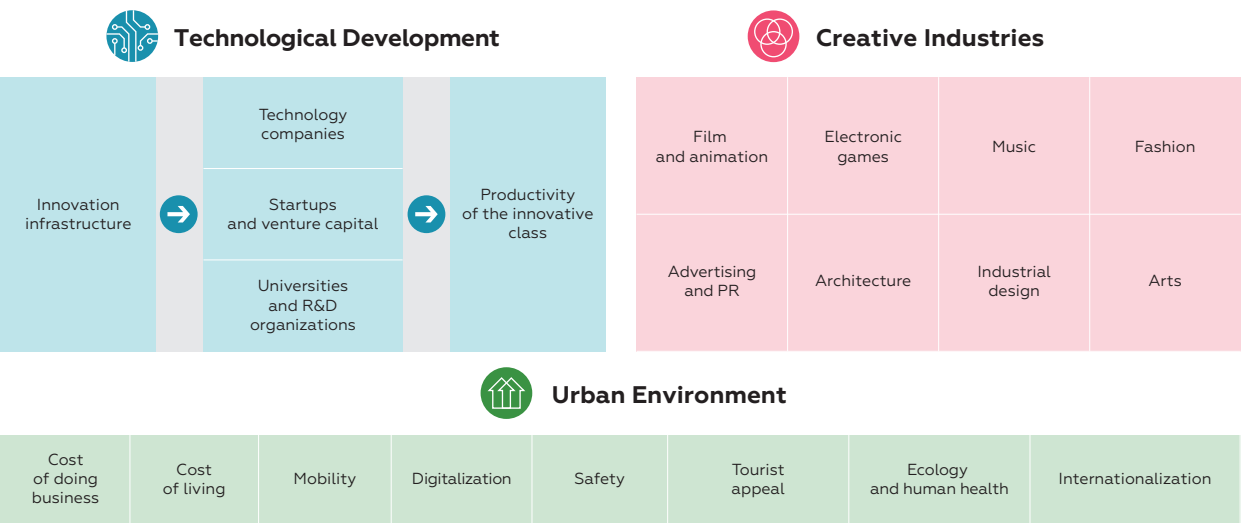 Technological Development
Innovation
infrastructure
Technology
companies
Startups
and venture capital
Universities
and R&D
organizations
Productivity
of the innovative
class
Creative Industries
Film
and animation
Electronic
games
Music
Fashion
Advertising
and PR
Architecture
Industrial
design
Arts
Urban Environment
Cost
of doing
business
Cost
of living
Mobility
Digitalization
Safety
Tourist
appeal
Ecology
and human health
Internationalization